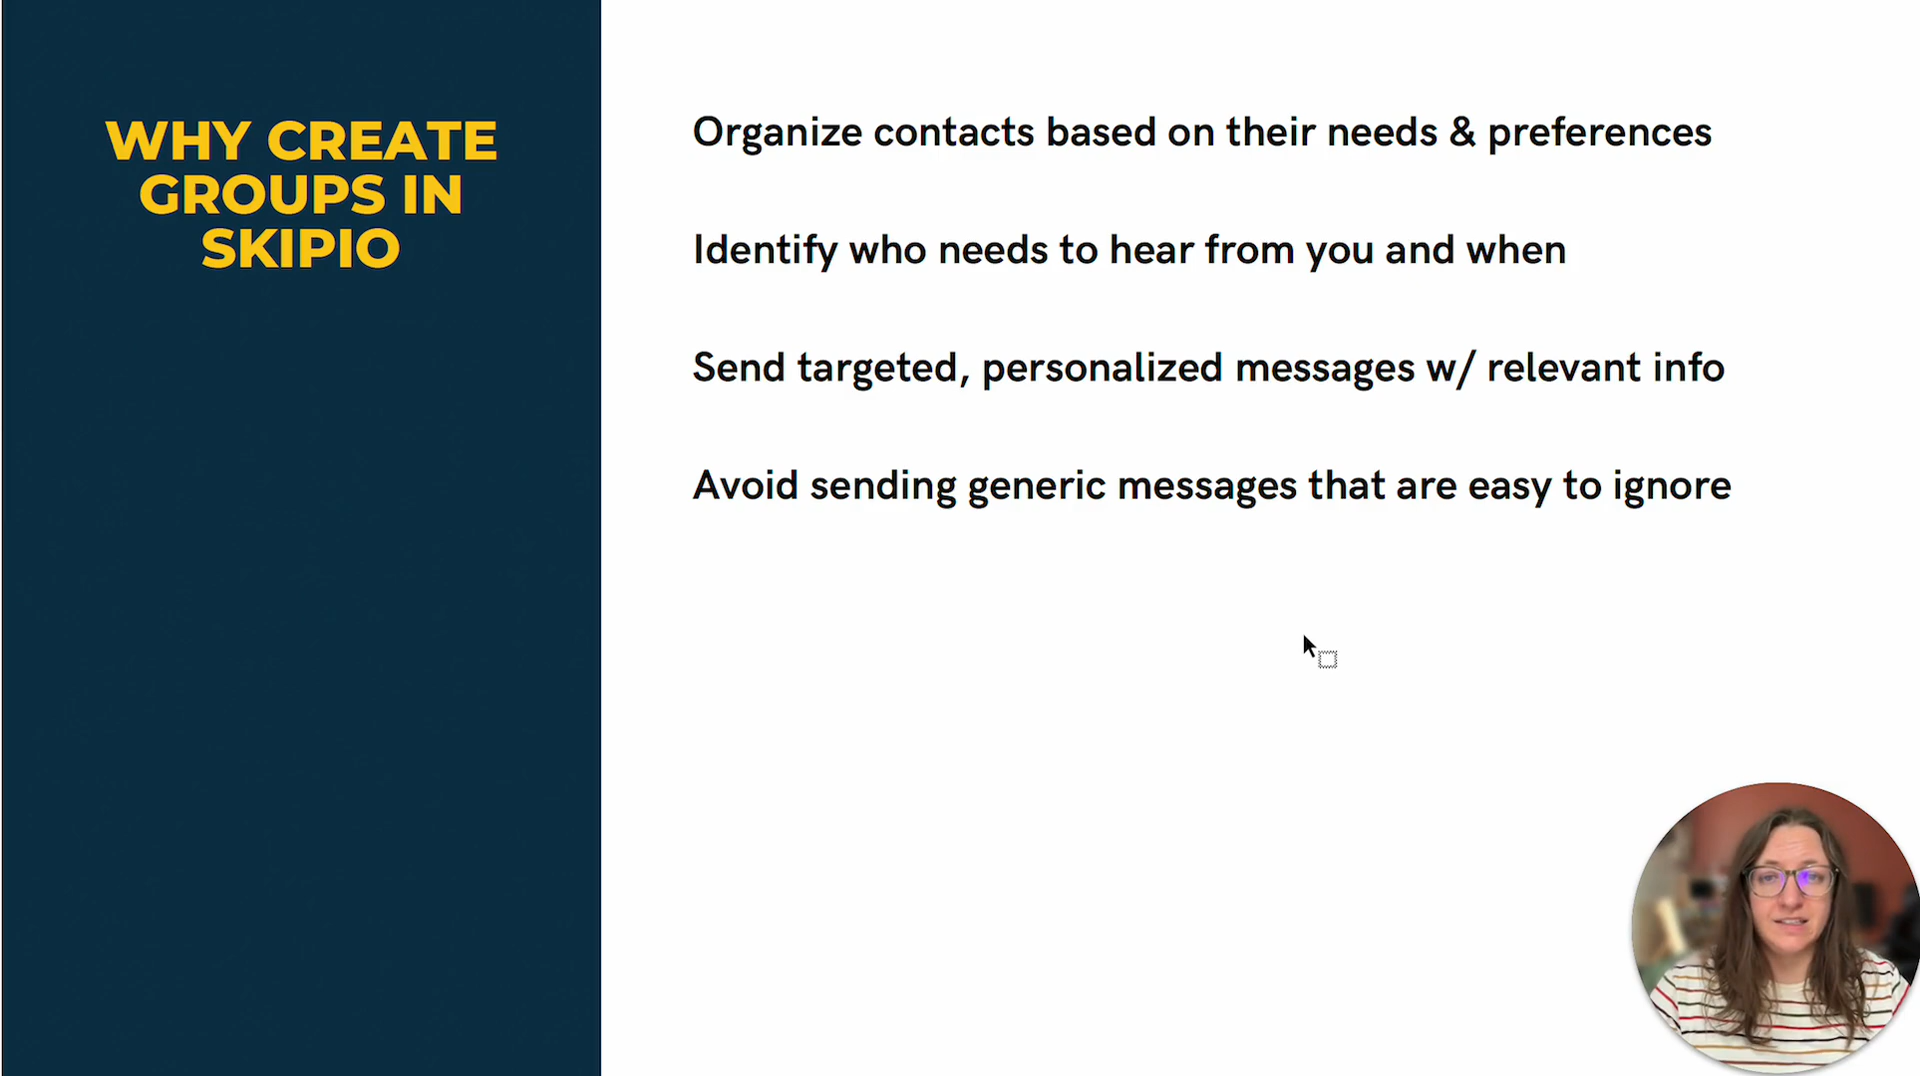 WHY CREATE
GROUPS IN
SKIPIO
Organize contacts based on their needs & preferences
Identify who needs to hear from you and when
Send targeted, personalized messages w/ relevant info
Avoid sending generic messages that are easy to ignore